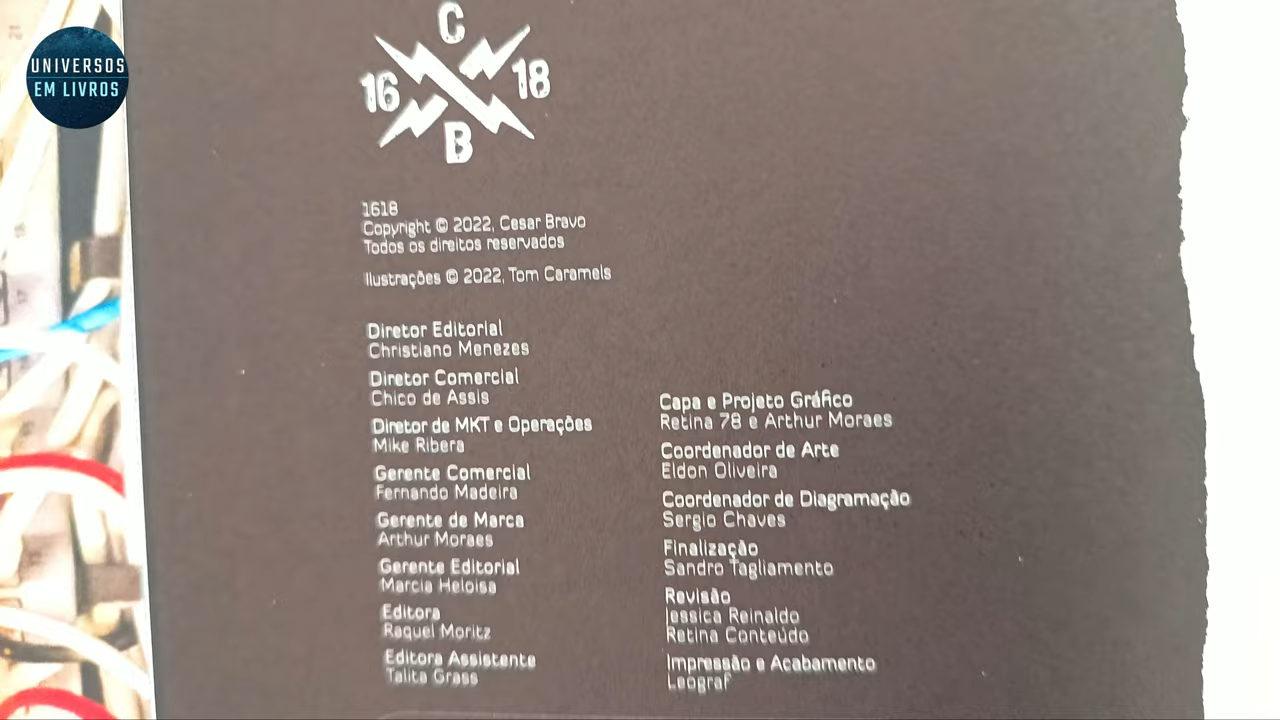 UNIVERSOS
EM LIVROS
C
16 18
B
1618
Copyright © 2022, Cesar Bravo
Todos os direitos reservados
Ilustrações © 2022, Tom Caramels
Diretor Editorial
Christiano Menezes
Diretor Comercial
Chico de Assis
Diretor de MKT e Operações
Mike Ribera
Gerente Comercial
Fernando Madeira
Gerente de Marca
Arthur Moraes
Gerente Editorial
Marcia Heloisa
Editora
Raquel Moritz
Editora Assistente
Talita Grass
Capa e Projeto Gráfico
Retina 78 e Arthur Moraes
Coordenador de Arte
Eldon Oliveira
Coordenador de Diagramação
Sergio Chaves
Finalização
Sandro Tagliamento
Revisão
Jessica Reinaldo
Retina Conteúdo
Impressão e Acabamento
Leograf